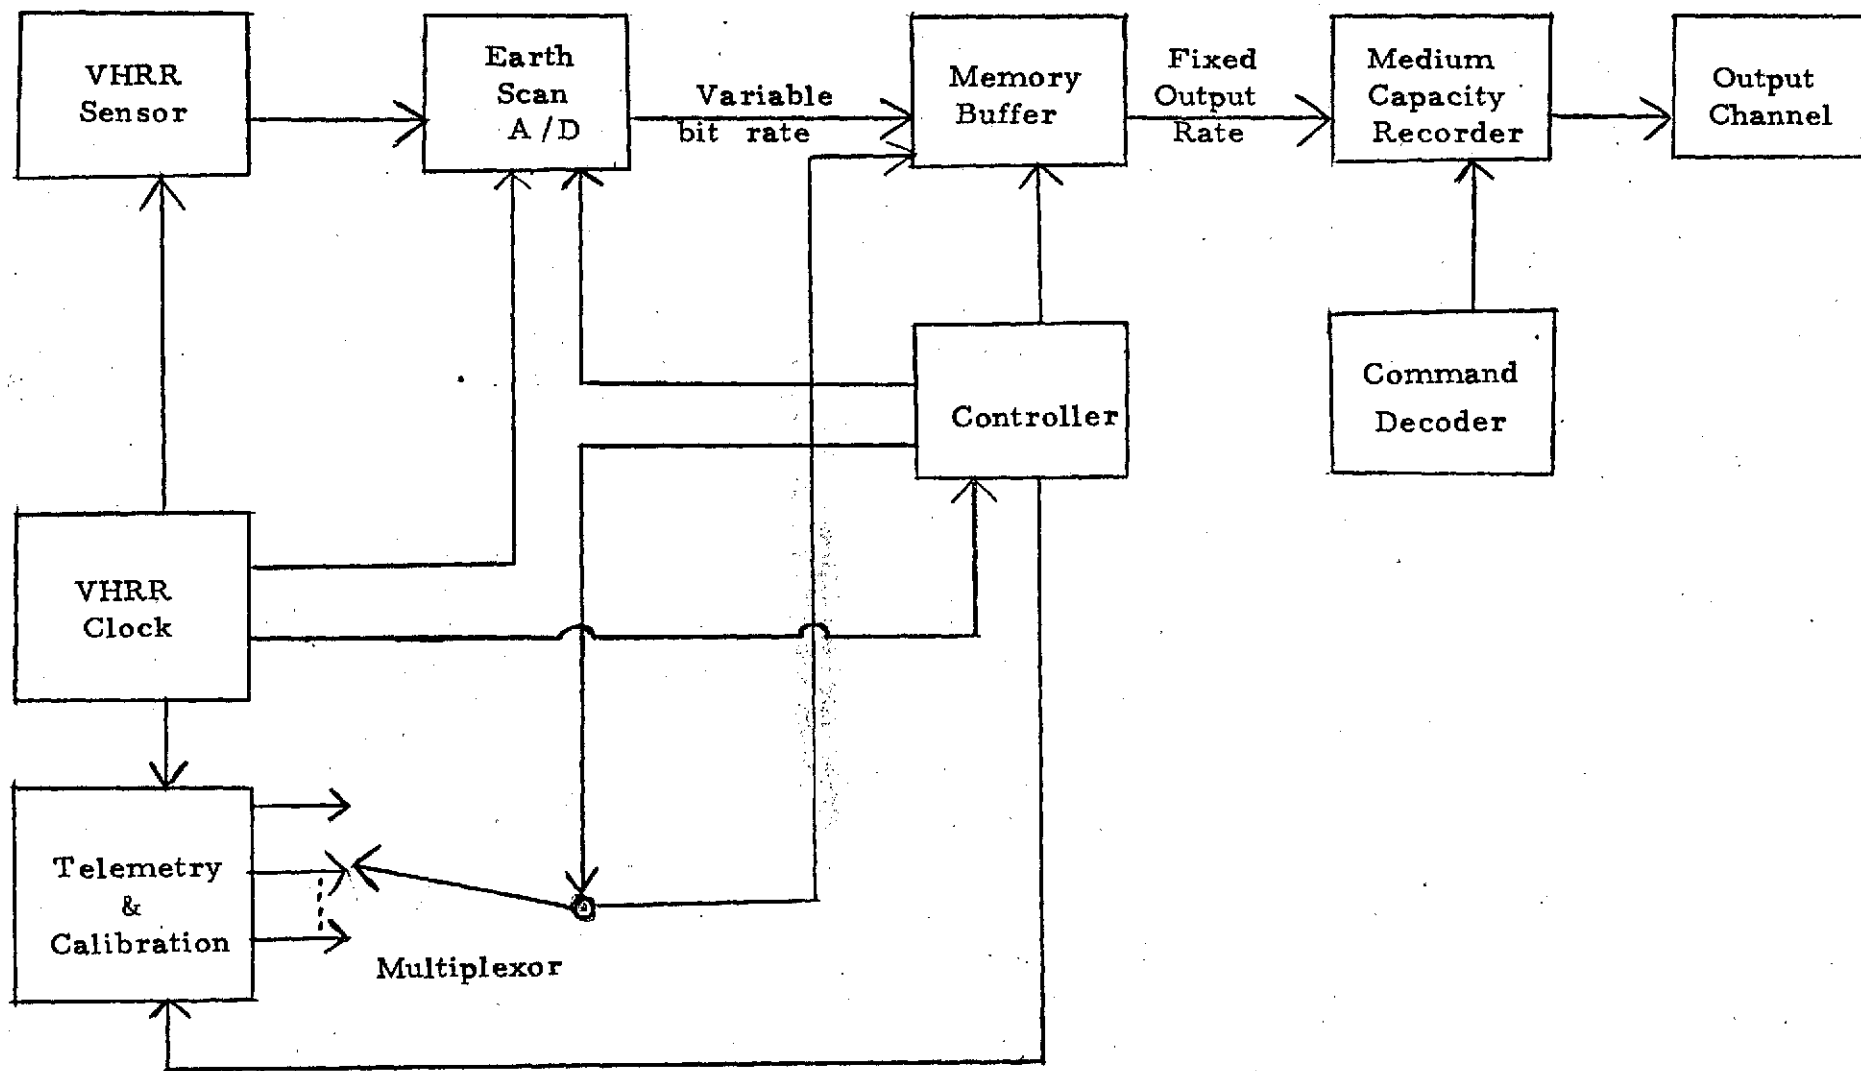 VHRR
Sensor
Earth
Scan
A/D
Variable
bit rate
Memory
Buffer
Fixed
Output
Rate
Medium
Capacity
Recorder
Output
Channel
Controller
Command
Decoder
VHRR
Clock
Telemetry
&
Calibration
Multiplexor